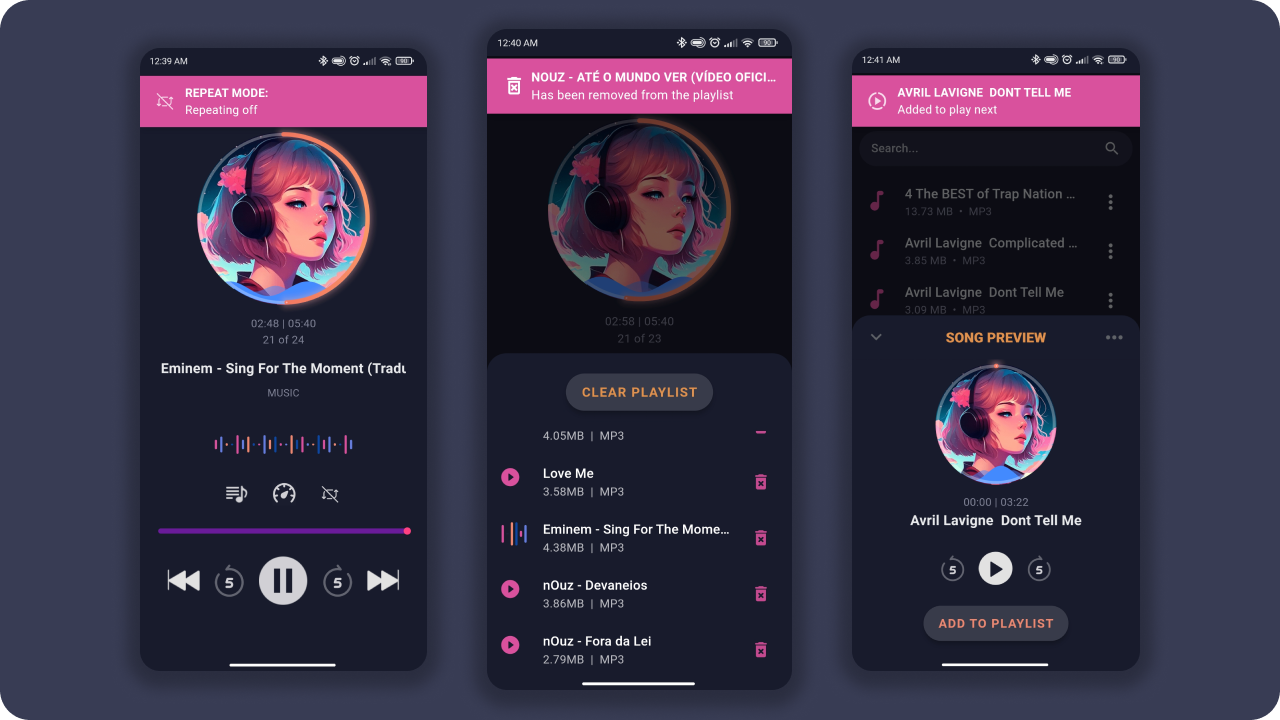 12:39 AM
90
REPEAT MODE:
Repeating off
02:48 | 05:40
21 of 24
Eminem - Sing For The Moment (Tradu
MUSIC
5
5
12:40 AM
90
NOUZ - ATÉ O MUNDO VER (VÍDEO OFICI...
Has been removed from the playlist
02:58 | 05:40
21 of 23
CLEAR PLAYLIST
4.05MB | MP3
Love Me
3.58MB | MP3
Eminem - Sing For The Mome...
4.38MB | MP3
nOuz - Devaneios
3.86MB | MP3
nOuz - Fora da Lei
2.79MB | MP3
12:41 AM
90
AVRIL LAVIGNE  DONT TELL ME
Added to play next
Search...
4 The BEST of Trap Nation ...
13.73 MB • MP3
Avril Lavigne  Complicated ...
3.85 MB • MP3
Avril Lavigne  Dont Tell Me
3.09 MB • MP3
SONG PREVIEW
00:00 | 03:22
Avril Lavigne  Dont Tell Me
5
5
ADD TO PLAYLIST